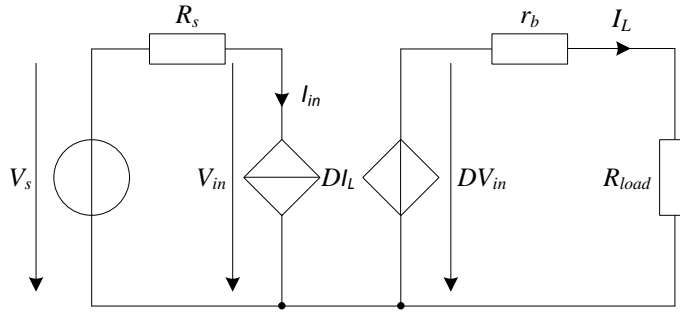 R_s
r_b
I_L
I_in
V_s
V_in
DI_L
DV_in
R_load